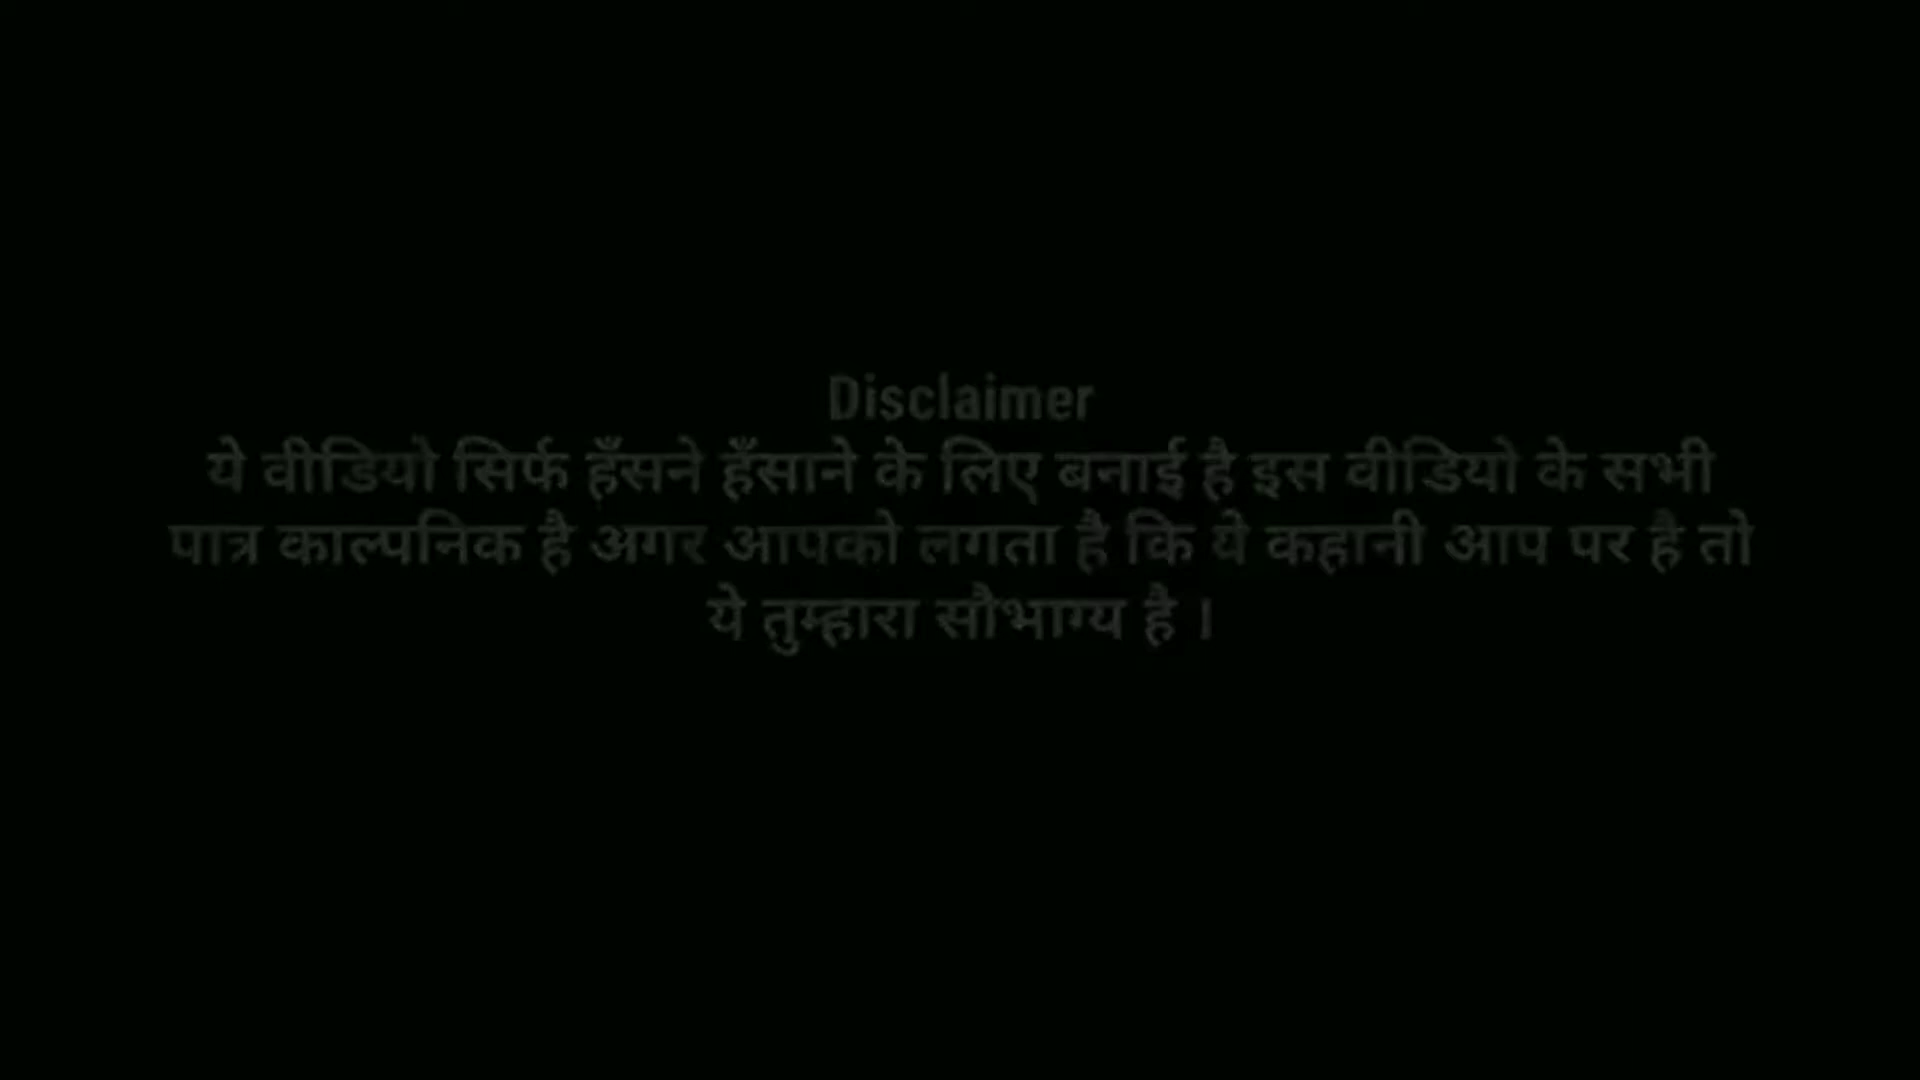 Disclaimer
ये वीडियो सिर्फ हँसने हँसाने के लिए बनाई है इस वीडियो के सभी
पात्र काल्पनिक है अगर आपको लगता है कि ये कहानी आप पर है तो
ये तुम्हारा सौभाग्य है ।